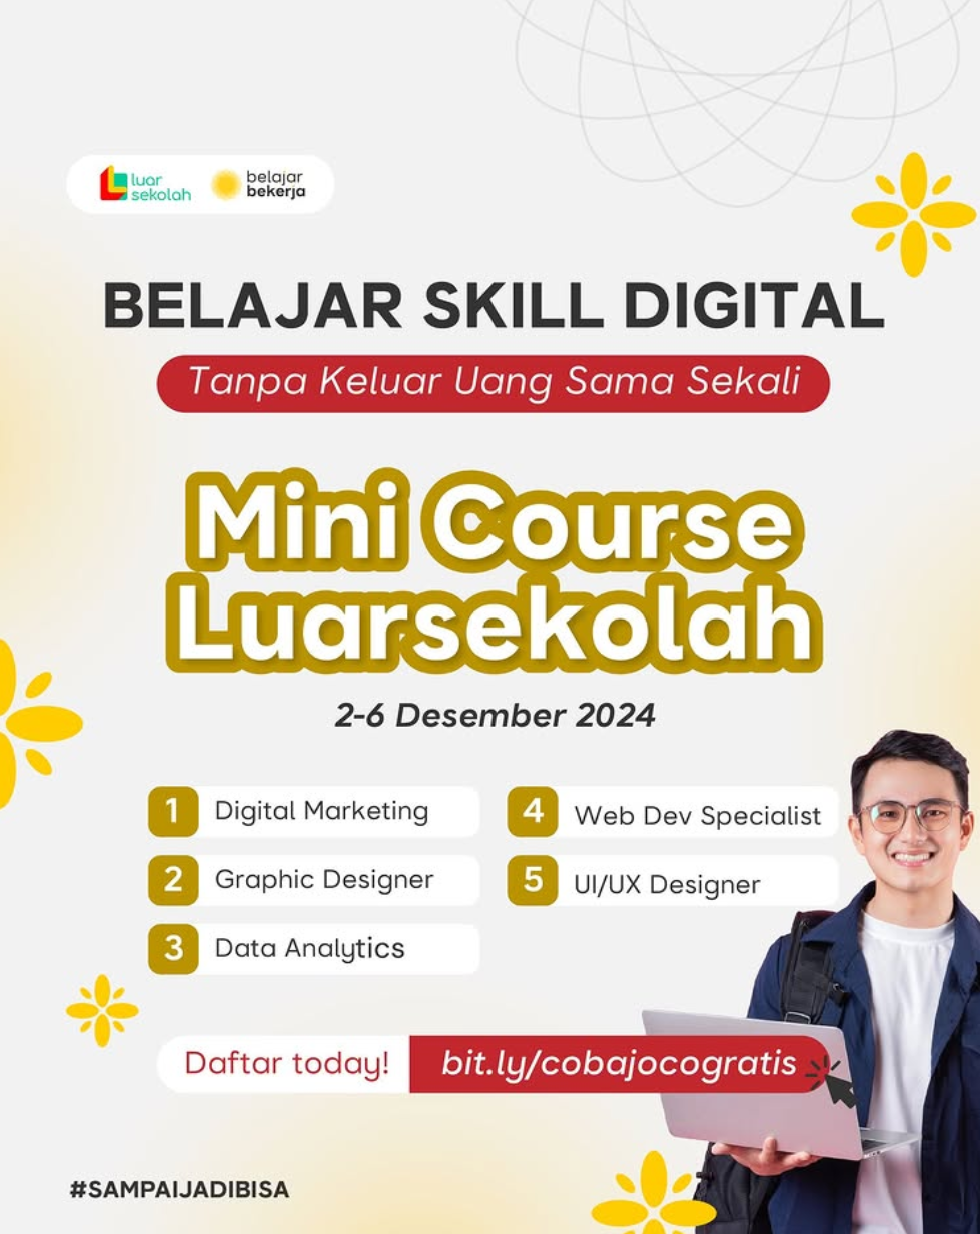 luar
sekolah
belajar
bekerja
BELAJAR SKILL DIGITAL
Tanpa Keluar Uang Sama Sekali
Mini Course
Luarsekolah
2-6 Desember 2024
1 Digital Marketing
2 Graphic Designer
3 Data Analytics
4 Web Dev Specialist
5 UI/UX Designer
Daftar today! bit.ly/cobajocogratis
#SAMPAIJADIBISA